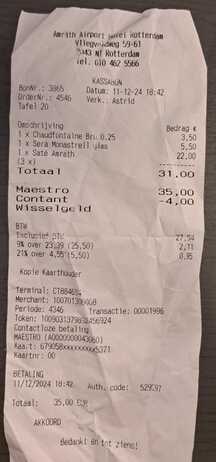 Amrath Airport Hotel Rotterdam
Vliegveldweg 59-61
3043 NT Rotterdam
Tel. 010 462 5566
KASSABON
BonNr.: 3865 Datum: 11-12-24 18:42
OrderNr.: 4546 Verk.: Astrid
Tafel 20
Omschrijving Bedrag €
1 x Chaudfontaine Bru. 0.25 3,50
1 x Sera Monastrell glas 5,50
1 x Saté Amrath 22,00
(3 x)
Totaal 31,00
Maestro 35,00
Contant -4,00
Wisselgeld
BTW
Inclusief BTW
9% over 23,39 (25,50) 2,11
21% over 4,55 (5,50) 0,95
Kopie Kaarthouder
Terminal:
Merchant:
Periode: 4346 Transactie: 00001996
Token:
Contactloze betaling
MAESTRO (A0000000043060)
Kaart:
Kaartnr: 00
BETALING
11/12/2024 18:42 Auth. code:
Totaal: 35,00 EUR
AKKOORD
Bedankt en tot ziens!